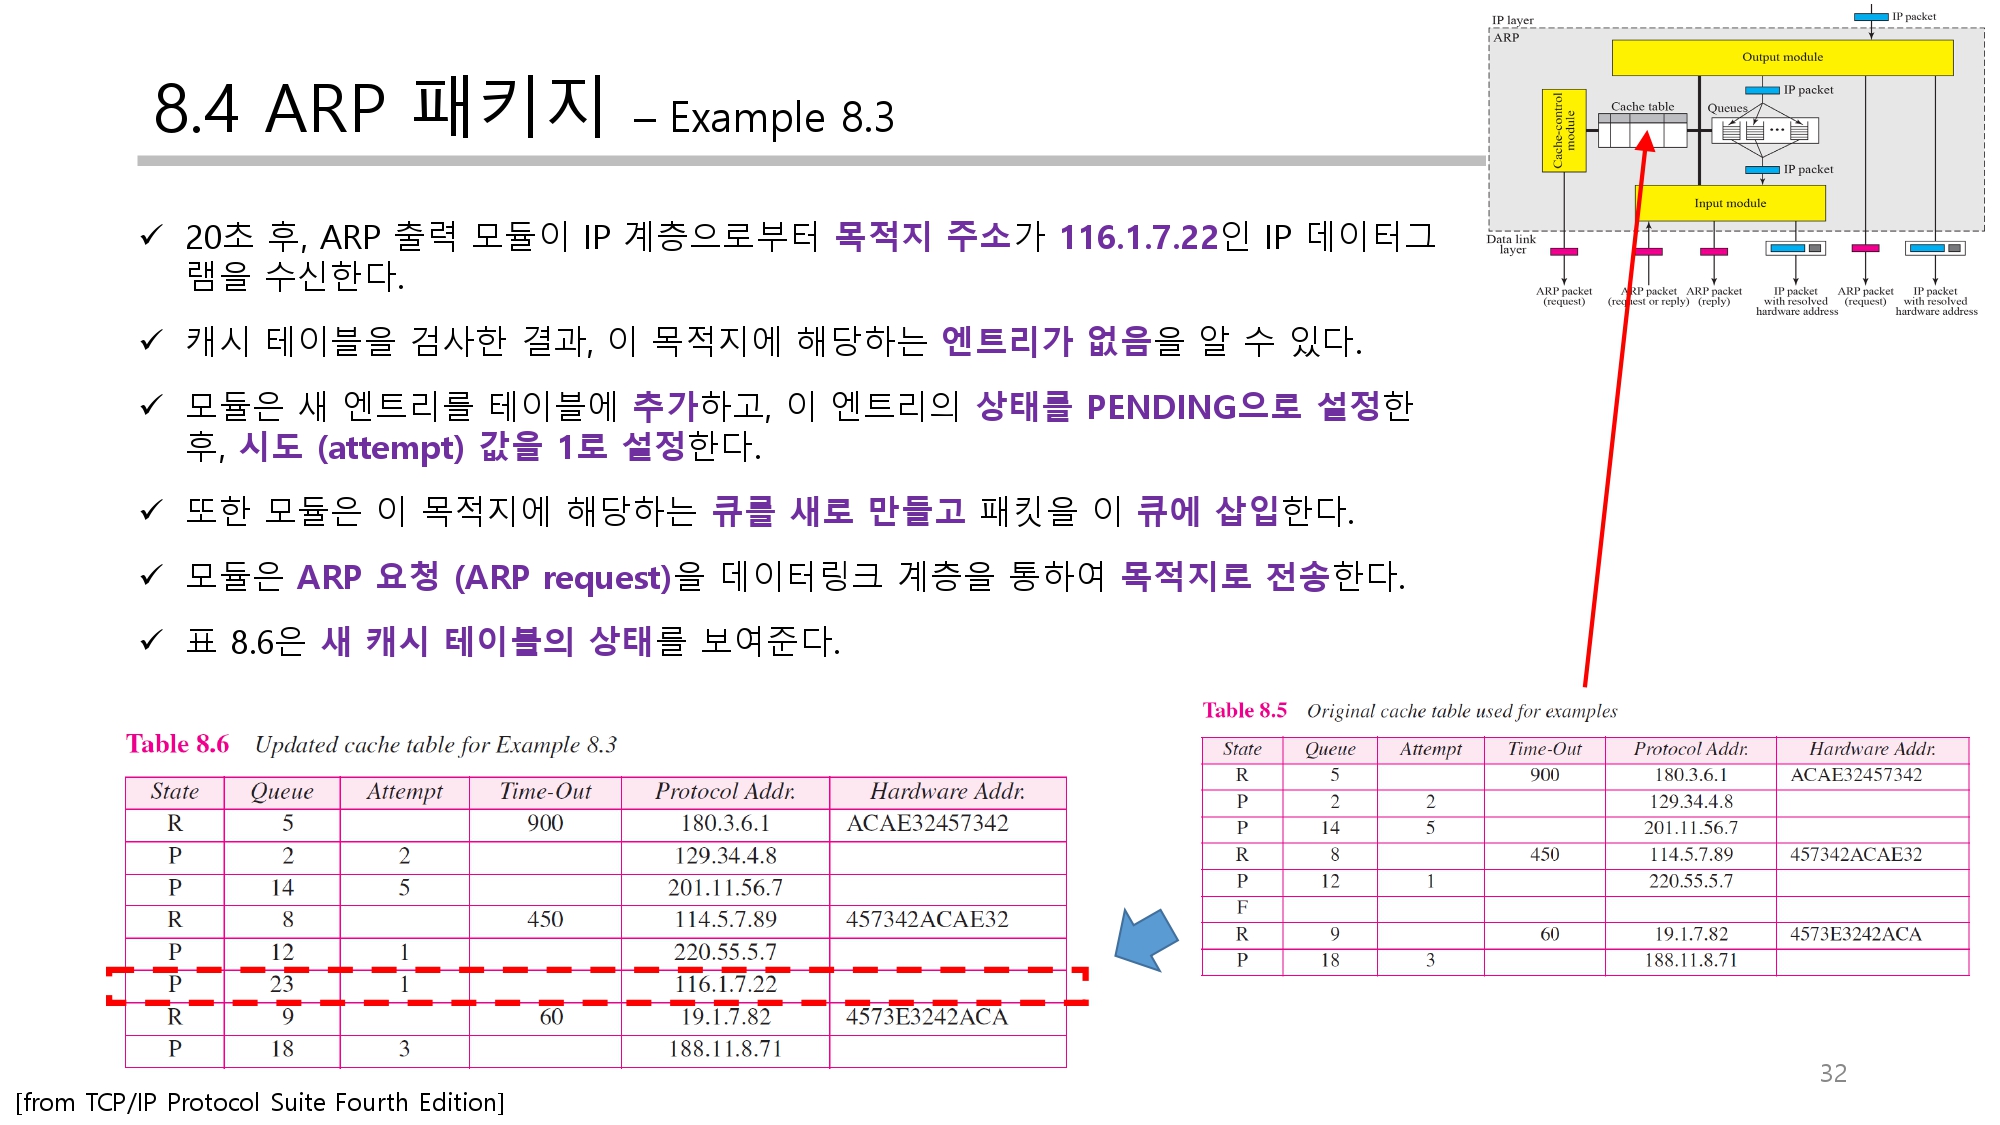 8.4 ARP 패키지 – Example 8.3
IP layer
IP packet
ARP
Output module
IP packet
Cache-control
module
Cache table
Queues
IP packet
Input module
Data link
layer
ARP packet
(request)
ARP packet
(request or reply)
ARP packet
(reply)
IP packet
with resolved
hardware address
ARP packet
(request)
IP packet
with resolved
hardware address
✓ 20초 후, ARP 출력 모듈이 IP 계층으로부터 목적지 주소가 116.1.7.22인 IP 데이터그
램을 수신한다.
✓ 캐시 테이블을 검사한 결과, 이 목적지에 해당하는 엔트리가 없음을 알 수 있다.
✓ 모듈은 새 엔트리를 테이블에 추가하고, 이 엔트리의 상태를 PENDING으로 설정한
후, 시도 (attempt) 값을 1로 설정한다.
✓ 또한 모듈은 이 목적지에 해당하는 큐를 새로 만들고 패킷을 이 큐에 삽입한다.
✓ 모듈은 ARP 요청 (ARP request)을 데이터링크 계층을 통하여 목적지로 전송한다.
✓ 표 8.6은 새 캐시 테이블의 상태를 보여준다.
Table 8.6 Updated cache table for Example 8.3
State Queue Attempt Time-Out Protocol Addr. Hardware Addr.
R 5 900 180.3.6.1 ACAE32457342
P 2 2 129.34.4.8
P 14 5 201.11.56.7
R 8 450 114.5.7.89 457342ACAE32
P 12 1 220.55.5.7
P 23 1 116.1.7.22
R 9 60 19.1.7.82 4573E3242ACA
P 18 3 188.11.8.71
Table 8.5 Original cache table used for examples
State Queue Attempt Time-Out Protocol Addr. Hardware Addr.
R 5 900 180.3.6.1 ACAE32457342
P 2 2 129.34.4.8
P 14 5 201.11.56.7
R 8 450 114.5.7.89 457342ACAE32
P 12 1 220.55.5.7
F
R 9 60 19.1.7.82 4573E3242ACA
P 18 3 188.11.8.71
32
[from TCP/IP Protocol Suite Fourth Edition]